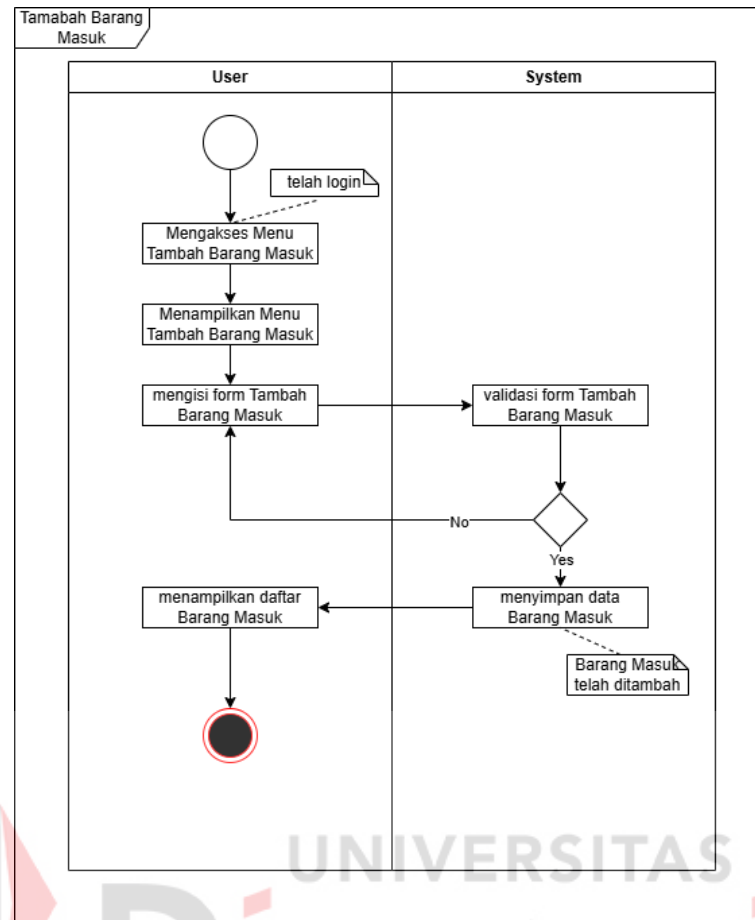 Tamabah Barang
Masuk
User
System
telah login
Mengakses Menu
Tambah Barang Masuk
Menampilkan Menu
Tambah Barang Masuk
mengisi form Tambah
Barang Masuk
validasi form Tambah
Barang Masuk
No
Yes
menampilkan daftar
Barang Masuk
menyimpan data
Barang Masuk
Barang Masuk
telah ditambah
UNIVERSITAS